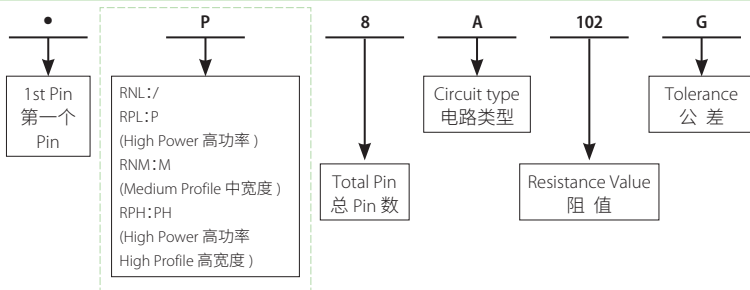 • P 8 A 102 G
1st Pin
第一个
Pin
RNL:/
RPL:P
(High Power 高功率)
RNM:M
(Medium Profile 中宽度)
RPH:PH
(High Power 高功率
High Profile 高宽度)
Total Pin
总 Pin 数
Circuit type
电路类型
Resistance Value
阻 值
Tolerance
公 差